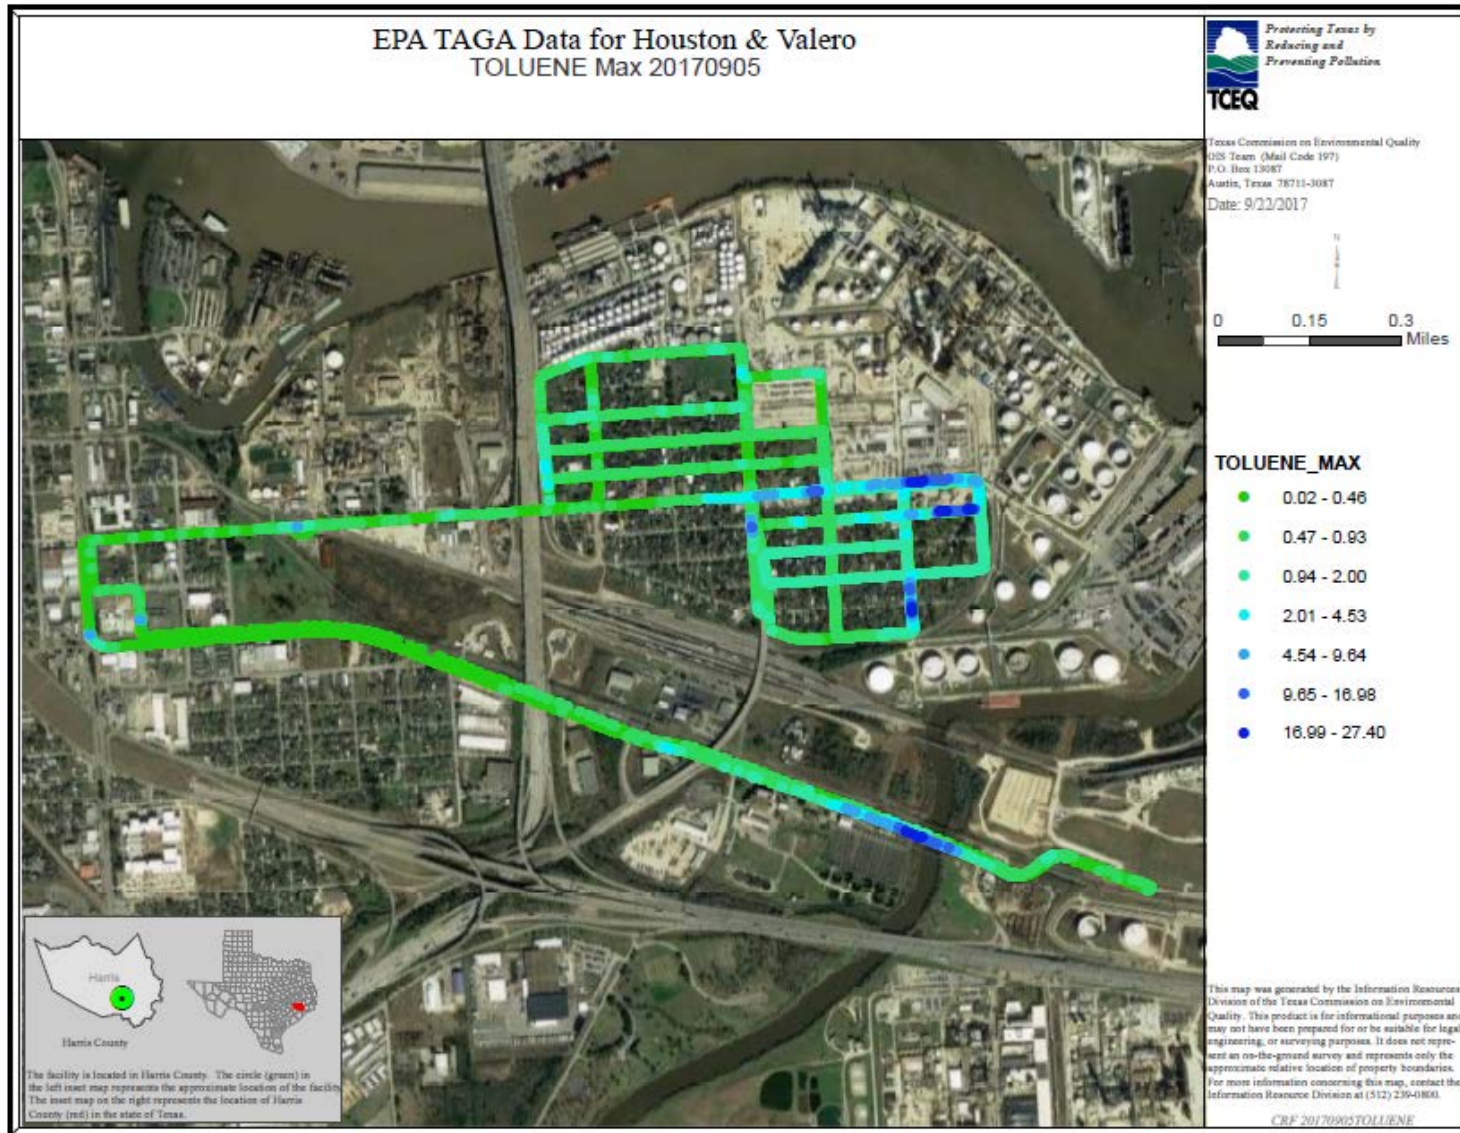 EPA TAGA Data for Houston & Valero
TOLUENE Max 20170905
Protecting Texas by
Reducing and
Preventing Pollution
TCEQ
Texas Commission on Environmental Quality
GIS Team (Mail Code 197)
P.O. Box 13087
Austin, Texas 78711-3087
Date: 9/22/2017
N
0 0.15 0.3
Miles
TOLUENE_MAX
0.02 - 0.46
0.47 - 0.93
0.94 - 2.00
2.01 - 4.53
4.54 - 9.64
9.65 - 16.98
16.99 - 27.40
Harris
Harris County
The facility is located in Harris County. The circle (green) in
the left inset map represents the approximate location of the facility.
The inset map on the right represents the location of Harris
County (red) in the state of Texas.
This map was generated by the Information Resources
Division of the Texas Commission on Environmental
Quality. This product is for informational purposes and
may not have been prepared for or be suitable for legal,
engineering, or surveying purposes. It does not repre-
sent an on-the-ground survey and represents only the
approximate relative location of property boundaries.
For more information concerning this map, contact the
Information Resource Division at (512) 239-0800.
CRF 20170905TOLUENE